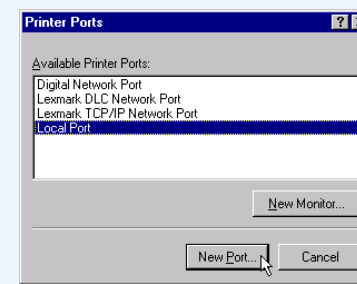 Printer Ports
Available Printer Ports:
Digital Network Port
Lexmark DLC Network Port
Lexmark TCP/IP Network Port
Local Port
New Monitor...
New Port...
Cancel